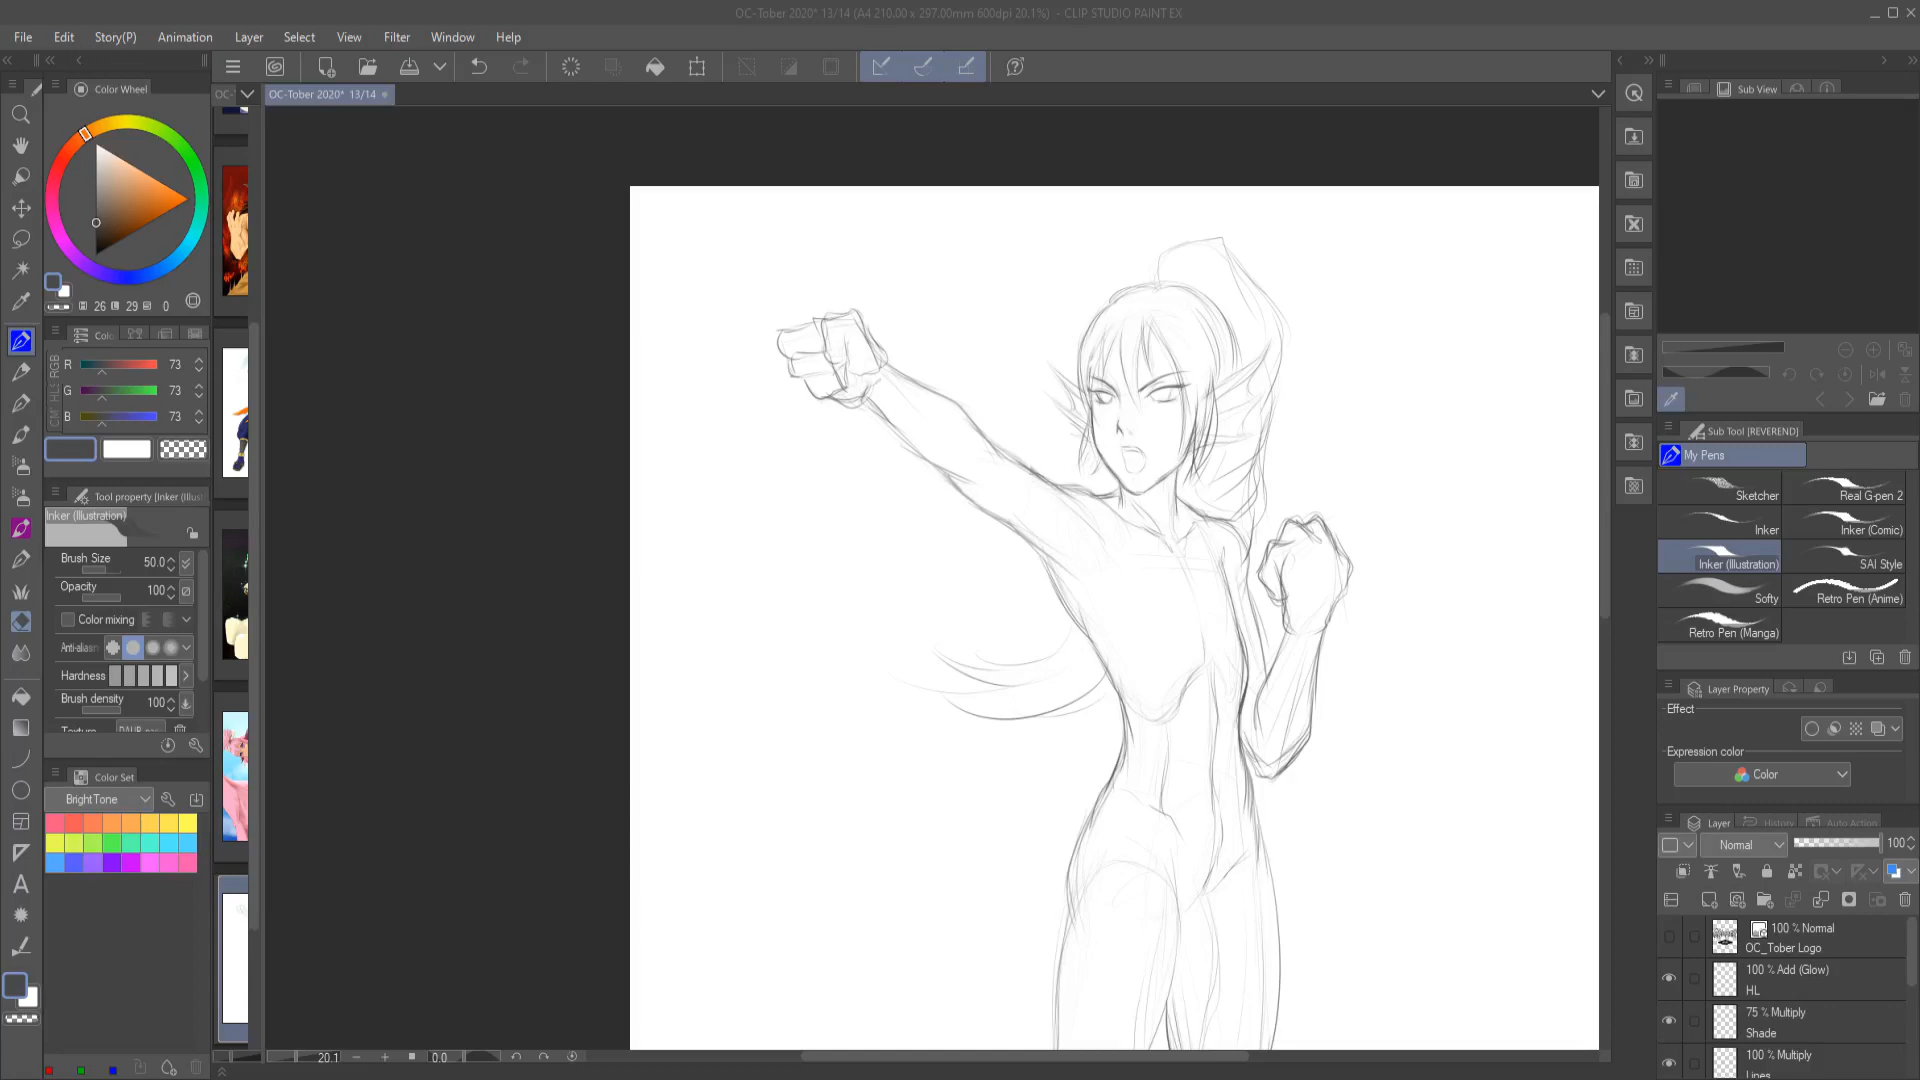 OC-Tober 2020* 13/14 (A4 210.00 x 297.00mm 600dpi 20.1%) - CLIP STUDIO PAINT EX
File Edit Story(P) Animation Layer Select View Filter Window Help
Color Wheel
OC-Tober 2020* 13/14
Sub View
26 29 0
RGB
R 73
G 73
B 73
Tool property [Inker (Illust
Inker (Illustration)
Brush Size 50.0
Opacity 100
Color mixing
Hardness
Brush density 100
Color Set
BrightTone
Sub Tool [REVEREND]
My Pens
Sketcher Real G-pen 2
Inker Inker (Comic)
Inker (Illustration) SAI Style
Softy Retro Pen (Anime)
Retro Pen (Manga)
Layer Property
Effect
Expression color
Color
Layer History Auto Action
Normal 100
100 % Normal
OC_Tober Logo
100 % Add (Glow)
HL
75 % Multiply
Shade
100 % Multiply
Lines
20.1 0.0